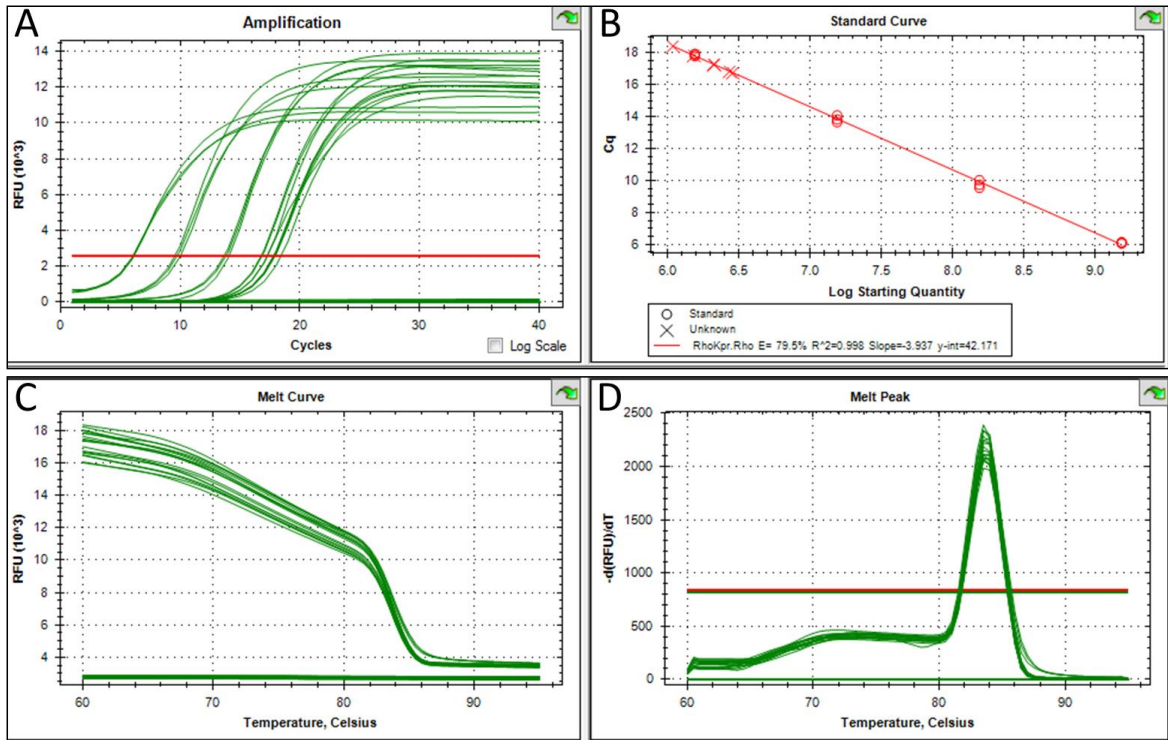 A
Amplification
RFU (10^3)
14
12
10
8
6
4
2
0
0 10 20 30 40
Cycles
Log Scale
B
Standard Curve
Cq
18
16
14
12
10
8
6
6.0 6.5 7.0 7.5 8.0 8.5 9.0
Log Starting Quantity
Standard
Unknown
RhoKpr.Rho E= 79.5% R^2=0.998 Slope=-3.937 y-int=42.171
C
Melt Curve
RFU (10^3)
18
16
14
12
10
8
6
4
60 70 80 90
Temperature, Celsius
D
Melt Peak
-d(RFU)/dT
2500
2000
1500
1000
500
0
60 70 80 90
Temperature, Celsius